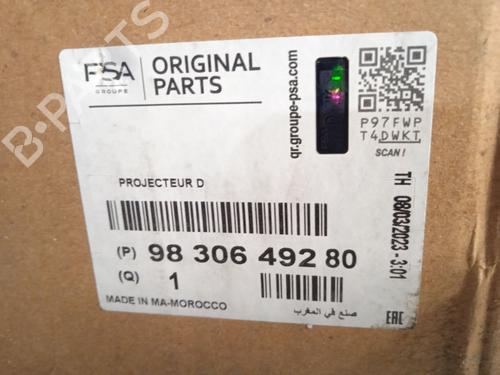 PSA
GROUPE
ORIGINAL
PARTS
qr.groupe-psa.com
P97FWP
T4DWKT
SCAN!
PROJECTEUR D
TH 08/03/2023 - 3:01
(P) 98 306 492 80
(Q) 1
MADE IN MA-MOROCCO
صنع في المغرب
EAC
B-PARTS